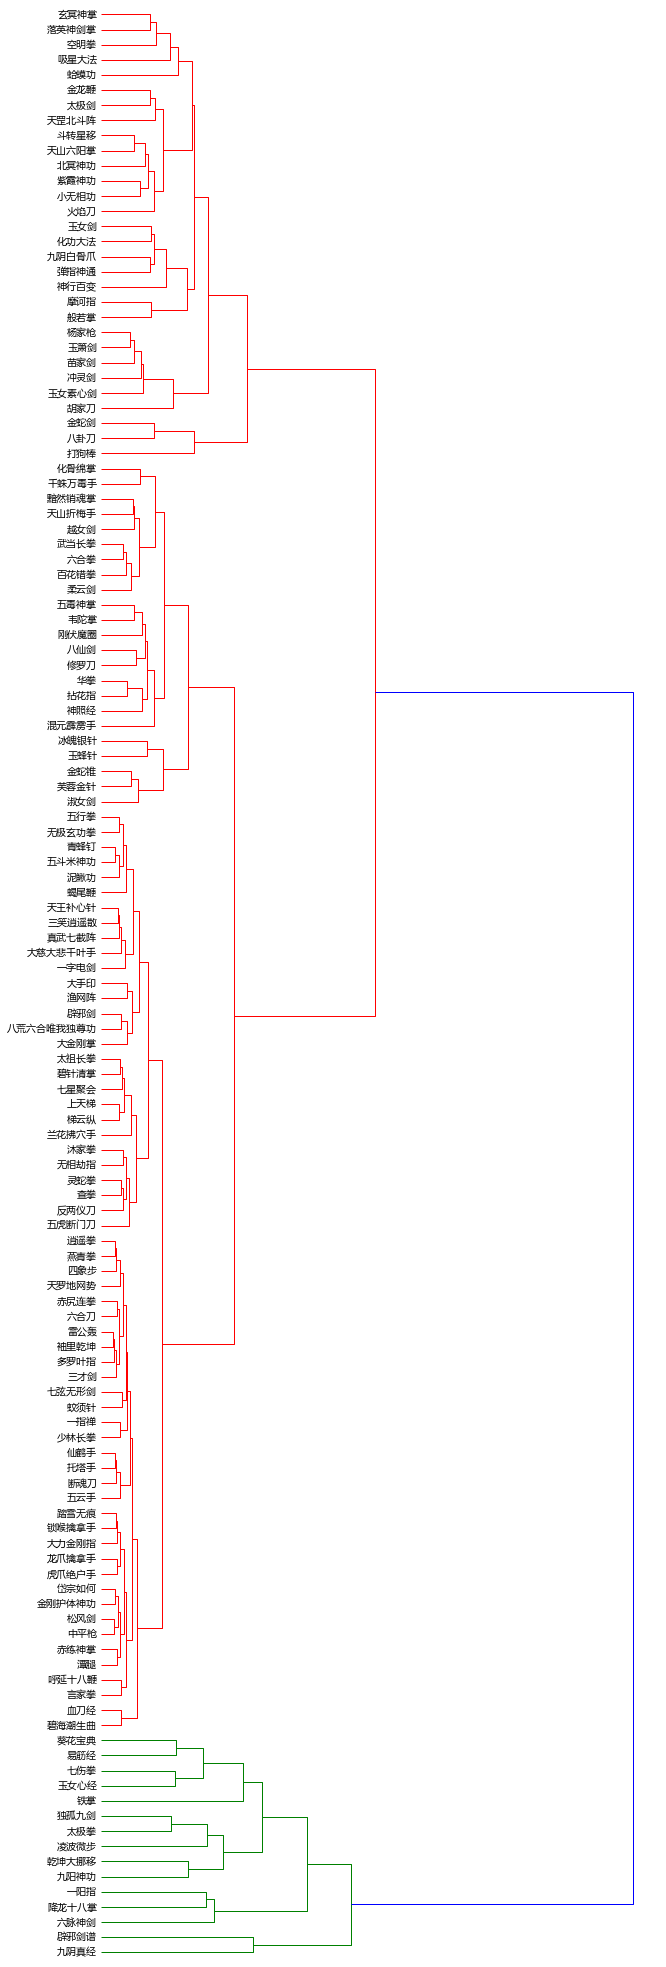 玄冥神掌
落英神剑掌
空明拳
吸星大法
蛤蟆功
金龙鞭
太极剑
天罡北斗阵
斗转星移
天山六阳掌
北冥神功
紫霞神功
小无相功
火焰刀
玉女剑
化功大法
九阴白骨爪
弹指神通
神行百变
摩诃指
般若掌
杨家枪
玉箫剑
苗家剑
冲灵剑
玉女素心剑
胡家刀
金蛇剑
八卦刀
打狗棒
化骨绵掌
千蛛万毒手
黯然销魂掌
天山折梅手
越女剑
武当长拳
六合拳
百花错拳
柔云剑
五毒神掌
韦陀掌
刚伏魔圈
八仙剑
修罗刀
华拳
拈花指
神照经
混元霹雳手
冰魄银针
玉蜂针
金蛇锥
芙蓉金针
淑女剑
五行拳
无极玄功拳
青蜂钉
五斗米神功
泥鳅功
蝎尾鞭
天王补心针
三笑逍遥散
真武七截阵
大慈大悲千叶手
一字电剑
大手印
渔网阵
辟邪剑
八荒六合唯我独尊功
大金刚掌
太祖长拳
碧针清掌
七星聚会
上天梯
梯云纵
兰花拂穴手
沐家拳
无相劫指
灵蛇拳
查拳
反两仪刀
五虎断门刀
逍遥拳
燕青拳
四象步
天罗地网势
赤尻连拳
六合刀
雷公轰
袖里乾坤
多罗叶指
三才剑
七弦无形剑
蚊须针
一指禅
少林长拳
仙鹤手
托塔手
断魂刀
五云手
踏雪无痕
锁喉擒拿手
大力金刚指
龙爪擒拿手
虎爪绝户手
岱宗如何
金刚护体神功
松风剑
中平枪
赤练神掌
潭腿
呼延十八鞭
言家拳
血刀经
碧海潮生曲
葵花宝典
易筋经
七伤拳
玉女心经
铁掌
独孤九剑
太极拳
凌波微步
乾坤大挪移
九阳神功
一阳指
降龙十八掌
六脉神剑
辟邪剑谱
九阴真经